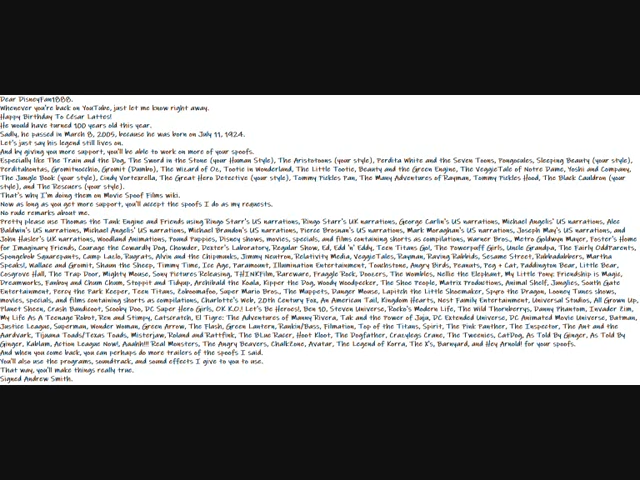 Dear DisneyFan1888,
Whenever you're back on YouTube, just let me know right away.
Happy Birthday To César Lattes!
He would have turned 100 years old this year.
Sadly, he passed in March 8, 2005, because he was born on July 11, 1924.
Let's just say his legend still lives on.
And by giving you more support, you'll be able to work on more of your spoofs.
Especially like The Train and the Dog, The Sword in the Stone (your Human Style), The Aristotoons (your style), Perdita White and the Seven Toons, Pongocales, Sleeping Beauty (your style),
Perditahontas, Gromitnocchio, Gromit (Dumbo), The Wizard of Oz, Tootie in Wonderland, The Little Tootie, Beauty and the Green Engine, The VeggieTale of Notre Dame, Yoshi and Company,
The Jungle Book (your style), Cindy Vortexrella, The Great Hero Detective (your style), Tommy Pickles Pan, The Many Adventures of Rayman, Tommy Pickles Hood, The Black Cauldron (your
style), and The Rescuers (your style).
That's why I'm doing them on Movie Spoof Films wiki.
Now as long as you get more support, you'll accept the spoofs I do as my requests.
No rude remarks about me.
Pretty please use Thomas the Tank Engine and Friends using Ringo Starr's US narrations, Ringo Starr's UK narrations, George Carlin's US narrations, Michael Angelis' US narrations, Alec
Baldwin's US narrations, Michael Angelis' US narrations, Michael Brandon's US narrations, Pierce Brosnan's US narrations, Mark Moraghan's US narrations, Joseph May's US narrations, and
John Hasler's UK narrations, Woodland Animations, Pound Puppies, Disney shows, movies, specials, and films containing shorts as compilations, Warner Bros., Metro Goldwyn Mayer, Foster's Home
for Imaginary Friends, Courage the Cowardly Dog, Chowder, Dexter's Laboratory, Regular Show, Ed, Edd 'n' Eddy, Teen Titans Go!, The Powerpuff Girls, Uncle Grandpa, The Fairly OddParents,
Spongebob Squarepants, Camp Lazlo, Rugrats, Alvin and the Chipmunks, Jimmy Neutron, Relativity Media, VeggieTales, Rayman, Raving Rabbids, Sesame Street, Rubbadubbers, Martha
Speaks!, Wallace and Gromit, Shaun the Sheep, Timmy Time, Ice Age, Paramount, Illumination Entertainment, Touchstone, Angry Birds, Peanuts, Peg + Cat, Paddington Bear, Little Bear,
Cosgrove Hall, The Trap Door, Mighty Mouse, Sony Pictures Releasing, THINKFilm, Rareware, Fraggle Rock, Doozers, The Wombles, Nellie the Elephant, My Little Pony: Friendship is Magic,
Dreamworks, Fanboy and Chum Chum, Stoppit and Tidyup, Archibald the Koala, Kipper the Dog, Woody Woodpecker, The Shoe People, Matrix Productions, Animal Shelf, Junglies, South Gate
Entertainment, Percy the Park Keeper, Teen Titans, Zokoomafoo, Super Mario Bros., The Muppets, Danger Mouse, Lapitch the Little Shoemaker, Spyro the Dragon, Looney Tunes shows,
movies, specials, and films containing shorts as compilations, Charlotte's Web, 20th Century Fox, An American Tail, Kingdom Hearts, Nest Family Entertainment, Universal Studios, All Grown Up,
Planet Sheen, Crash Bandicoot, Scooby Doo, DC Super Hero Girls, OK K.O.! Let's Be Heroes!, Ben 10, Steven Universe, Rocko's Modern Life, The Wild Thornberrys, Danny Phantom, Invader Zim,
My Life As A Teenage Robot, Ren and Stimpy, Catscratch, El Tigre: The Adventures of Manny Rivera, Tak and the Power of Juju, DC Extended Universe, DC Animated Movie Universe, Batman,
Justice League, Superman, Wonder Woman, Green Arrow, The Flash, Green Lantern, Rankin/Bass, Filmation, Top of the Titans, Spirit, The Pink Panther, The Inspector, The Ant and the
Aardvark, Tijuana Toads/Texas Toads, Misterjaw, Roland and Rattfink, The Blue Racer, Hoot Kloot, The Dogfather, Crazylegs Crane, The Tweenies, CatDog, As Told By Ginger, As Told By
Ginger, Kablam, Action League Now!, Aaahh!!! Real Monsters, The Angry Beavers, ChalkZone, Avatar, The Legend of Korra, The X's, Barnyard, and Hey Arnold! for your spoofs.
And when you come back, you can perhaps do more trailers of the spoofs I said.
You'll also use the programs, soundtrack, and sound effects I give to you to use.
That way, you'll make things really true.
Signed Andrew Smith.